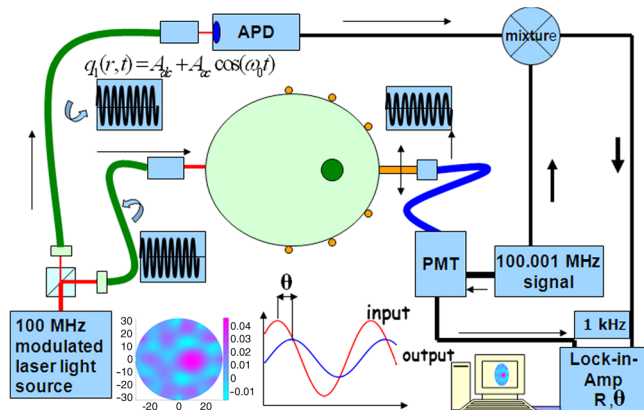 APD
mixture
q₁(r,t) = A_dc + A_ac cos(ω₀t)
PMT
100.001 MHz
signal
100 MHz
modulated
laser light
source
30
20
10
0
-10
-20
-30
-20
0
20
0.04
0.03
0.02
0.01
0
-0.01
θ
input
output
1 kHz
Lock-in-
Amp
R ,θ